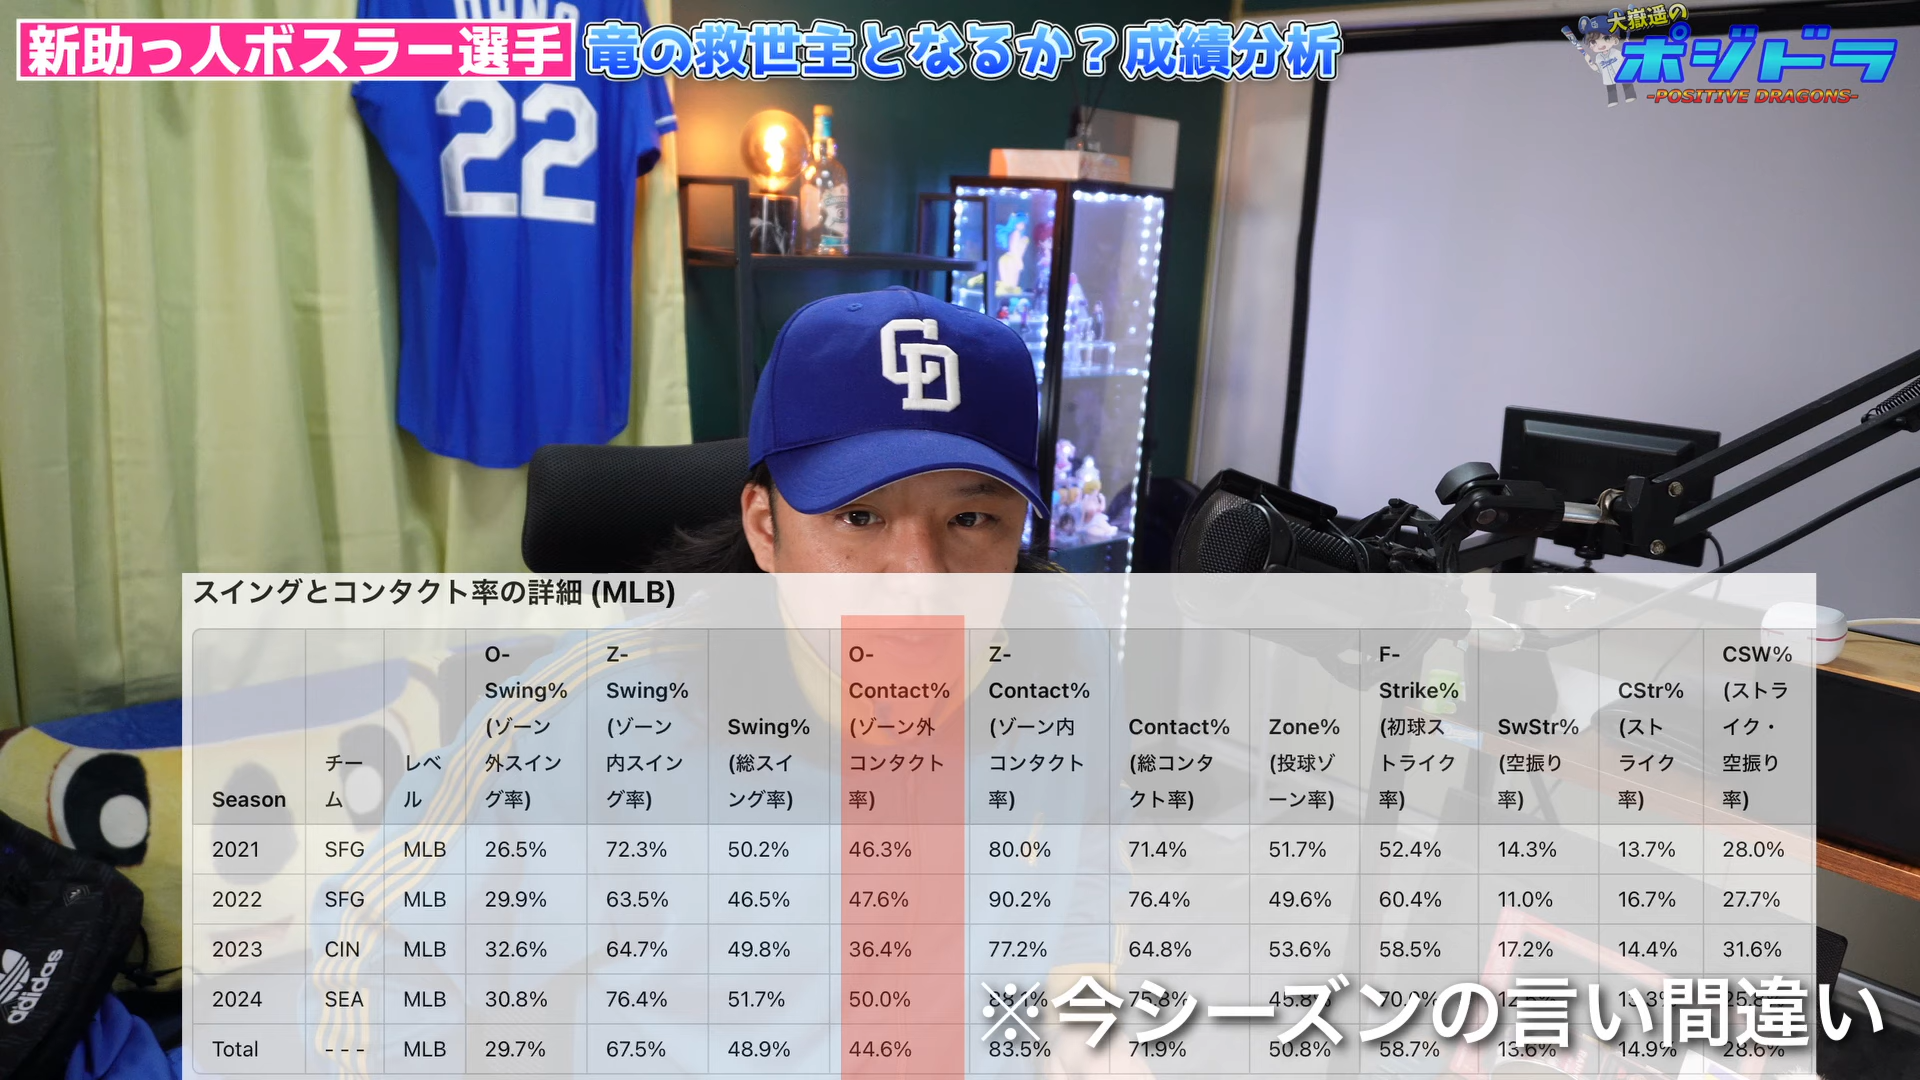 新助っ人ボスラー選手 竜の救世主となるか？成績分析
大嶽遥の
ポジドラ
-POSITIVE DRAGONS-
22
CD
adidas
スイングとコンタクト率の詳細 (MLB)
Season チーム レベル O-Swing% (ゾーン外スイング率) Z-Swing% (ゾーン内スイング率) Swing% (総スイング率) O-Contact% (ゾーン外コンタクト率) Z-Contact% (ゾーン内コンタクト率) Contact% (総コンタクト率) Zone% (投球ゾーン率) F-Strike% (初球ストライク率) SwStr% (空振り率) CStr% (ストライク率) CSW% (ストライク・空振り率)
2021 SFG MLB 26.5% 72.3% 50.2% 46.3% 80.0% 71.4% 51.7% 52.4% 14.3% 13.7% 28.0%
2022 SFG MLB 29.9% 63.5% 46.5% 47.6% 90.2% 76.4% 49.6% 60.4% 11.0% 16.7% 27.7%
2023 CIN MLB 32.6% 64.7% 49.8% 36.4% 77.2% 64.8% 53.6% 58.5% 17.2% 14.4% 31.6%
2024 SEA MLB 30.8% 76.4% 51.7% 50.0% 75.8% 45.8%
Total - - - MLB 29.7% 67.5% 48.9% 44.6% 83.5% 71.9% 50.8% 58.7% 13.6% 14.9% 28.6%
※今シーズンの言い間違い